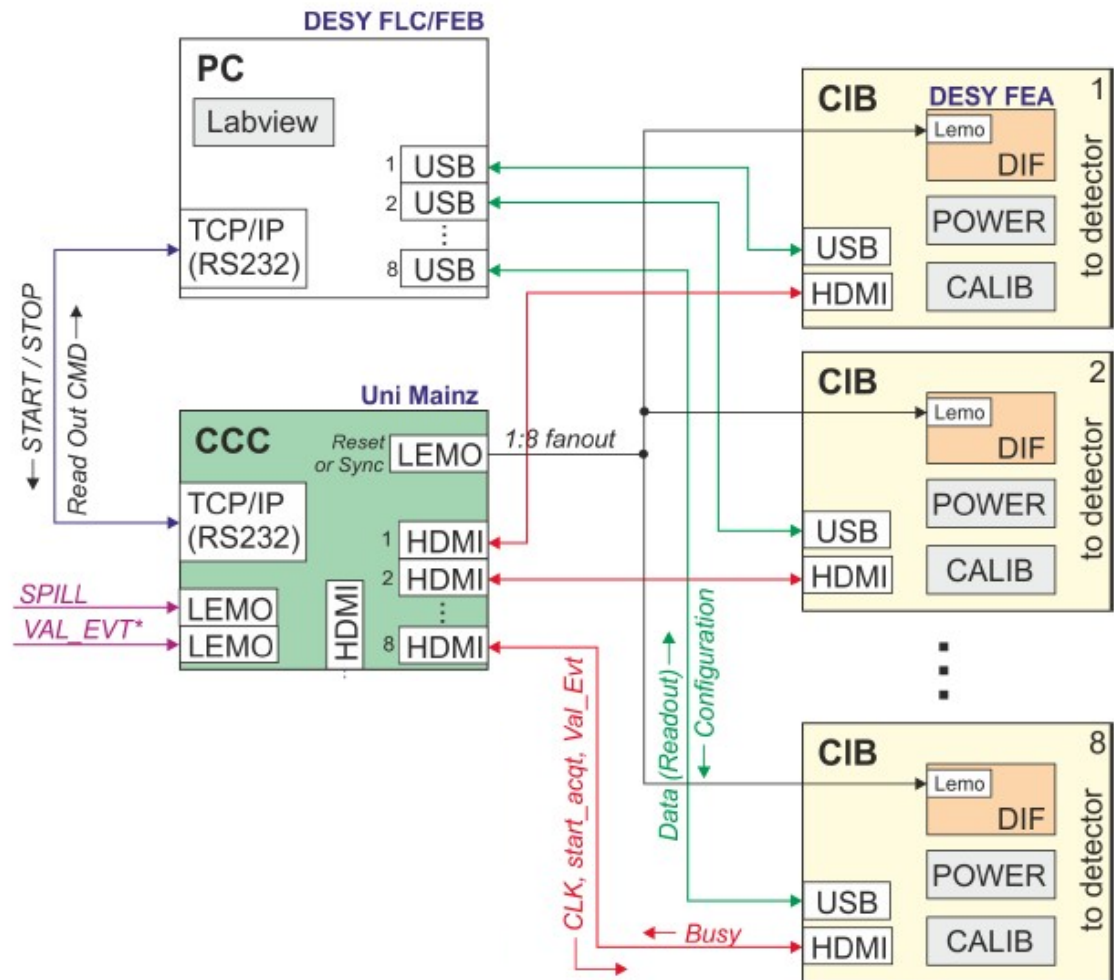 DESY FLC/FEB
PC
Labview
1 USB
2 USB
8 USB
TCP/IP
(RS232)
START / STOP
Read Out CMD
Uni Mainz
CCC
Reset
or Sync
LEMO
1:8 fanout
TCP/IP
(RS232)
1 HDMI
2 HDMI
8 HDMI
HDMI
SPILL
LEMO
VAL_EVT*
LEMO
CLK, start_acqt, Val_Evt
Data (Readout)
Configuration
Busy
CIB
1
DESY FEA
Lemo
DIF
POWER
USB
HDMI
CALIB
to detector
CIB
2
Lemo
DIF
POWER
USB
HDMI
CALIB
to detector
CIB
8
Lemo
DIF
POWER
USB
HDMI
CALIB
to detector